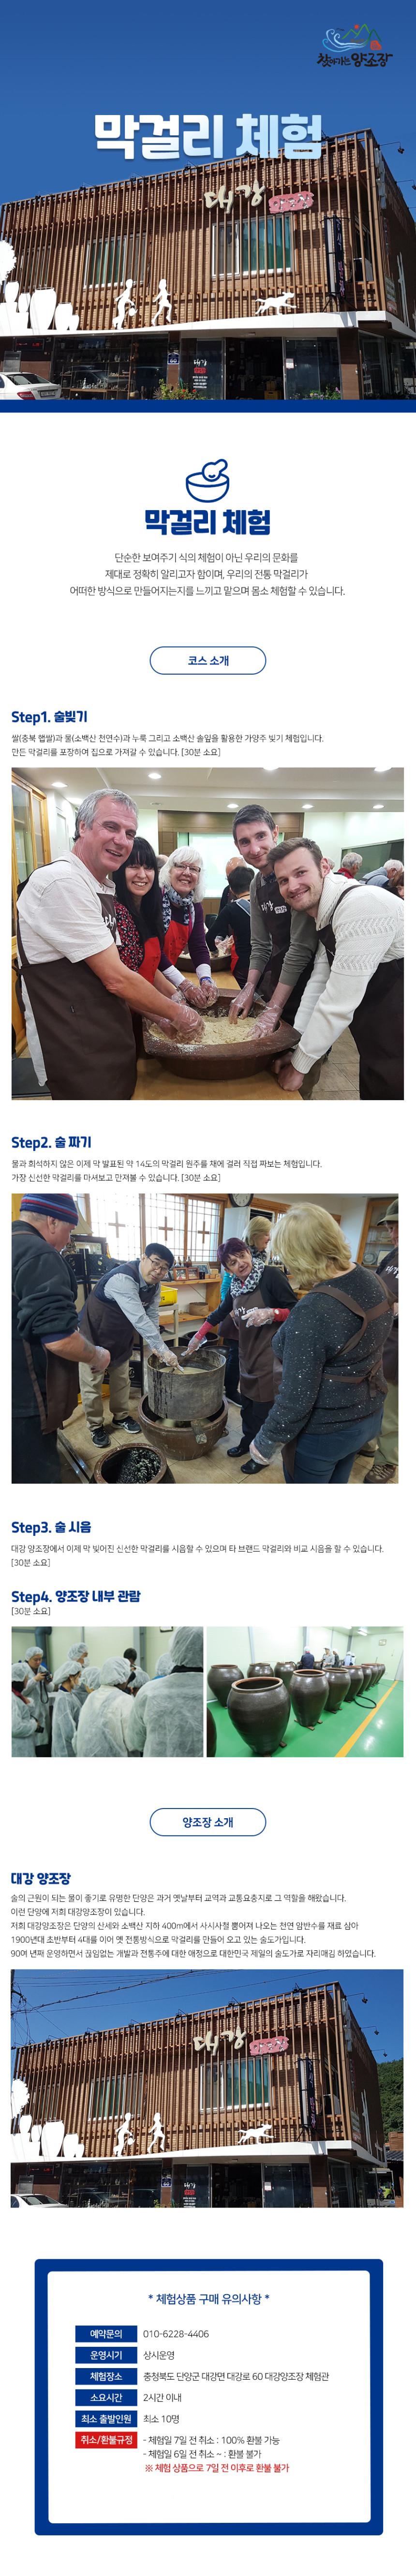 찾아가는 양조장
막걸리 체험
대강
막걸리 체험
단순한 보여주기 식의 체험이 아닌 우리의 문화를
제대로 정확히 알리고자 함이며, 우리의 전통 막걸리가
어떠한 방식으로 만들어지는지를 느끼고 맡으며 몸소 체험할 수 있습니다.
코스 소개
Step1. 술빚기
쌀(충북 햅쌀)과 물(소백산 천연수)과 누룩 그리고 소백산 솔잎을 활용한 가양주 빚기 체험입니다.
만든 막걸리를 포장하여 집으로 가져갈 수 있습니다. [30분 소요]
Step2. 술 짜기
물과 희석하지 않은 이제 막 발표된 약 14도의 막걸리 원주를 채에 걸러 직접 짜보는 체험입니다.
가장 신선한 막걸리를 마셔보고 만져볼 수 있습니다. [30분 소요]
Step3. 술 시음
대강 양조장에서 이제 막 빚어진 신선한 막걸리를 시음할 수 있으며 타 브랜드 막걸리와 비교 시음을 할 수 있습니다.
[30분 소요]
Step4. 양조장 내부 관람
[30분 소요]
양조장 소개
대강 양조장
술의 근원이 되는 물이 좋기로 유명한 단양은 과거 옛날부터 교역과 교통요충지로 그 역할을 해왔습니다.
이런 단양에 저희 대강양조장이 있습니다.
저희 대강양조장은 단양의 산세와 소백산 지하 400m에서 사시사철 뿜어져 나오는 천연 암반수를 재료 삼아
1900년대 초반부터 4대를 이어 옛 전통방식으로 막걸리를 만들어 오고 있는 술도가입니다.
90여 년째 운영하면서 끊임없는 개발과 전통주에 대한 애정으로 대한민국 제일의 술도가로 자리매김 하였습니다.
대강
* 체험상품 구매 유의사항 *
예약문의 010-6228-4406
운영시기 상시운영
체험장소 충청북도 단양군 대강면 대강로 60 대강양조장 체험관
소요시간 2시간 이내
최소 출발인원 최소 10명
취소/환불규정 - 체험일 7일 전 취소 : 100% 환불 가능
- 체험일 6일 전 취소 ~ : 환불 불가
※ 체험 상품으로 7일 전 이후로 환불 불가